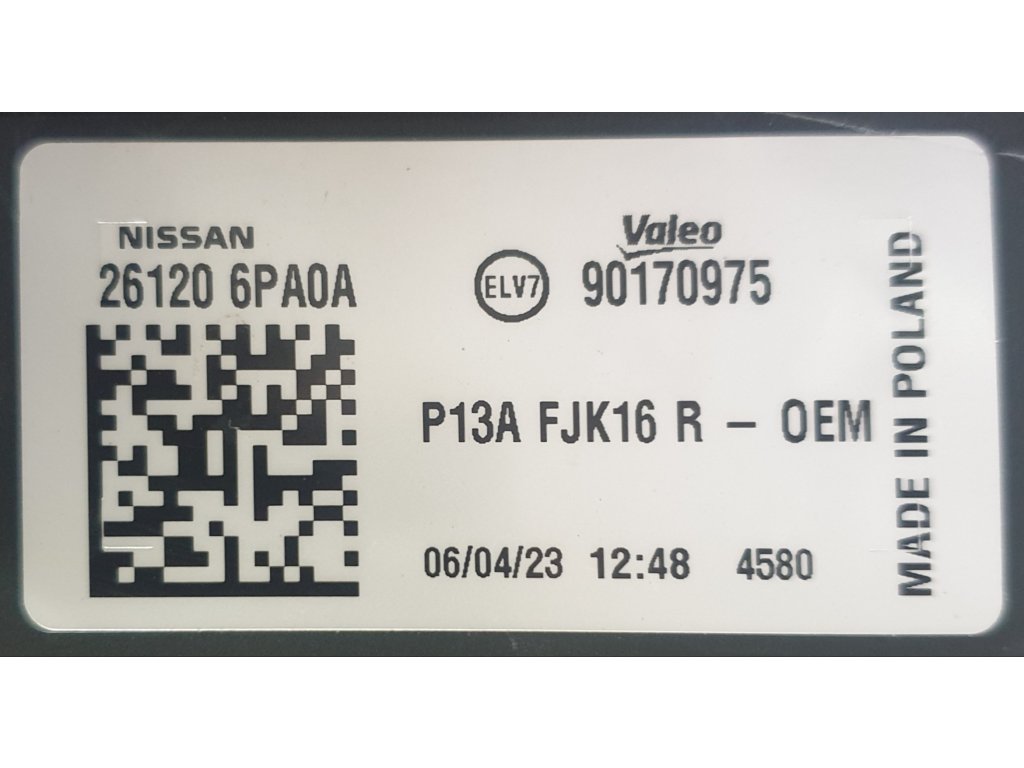 NISSAN
26120 6PA0A
Valeo
ELV7 90170975
P13A FJK16 R – OEM
06/04/23 12:48 4580
MADE IN POLAND